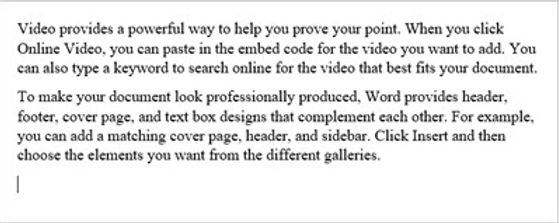 Video provides a powerful way to help you prove your point. When you click
Online Video, you can paste in the embed code for the video you want to add. You
can also type a keyword to search online for the video that best fits your document.
To make your document look professionally produced, Word provides header,
footer, cover page, and text box designs that complement each other. For example,
you can add a matching cover page, header, and sidebar. Click Insert and then
choose the elements you want from the different galleries.